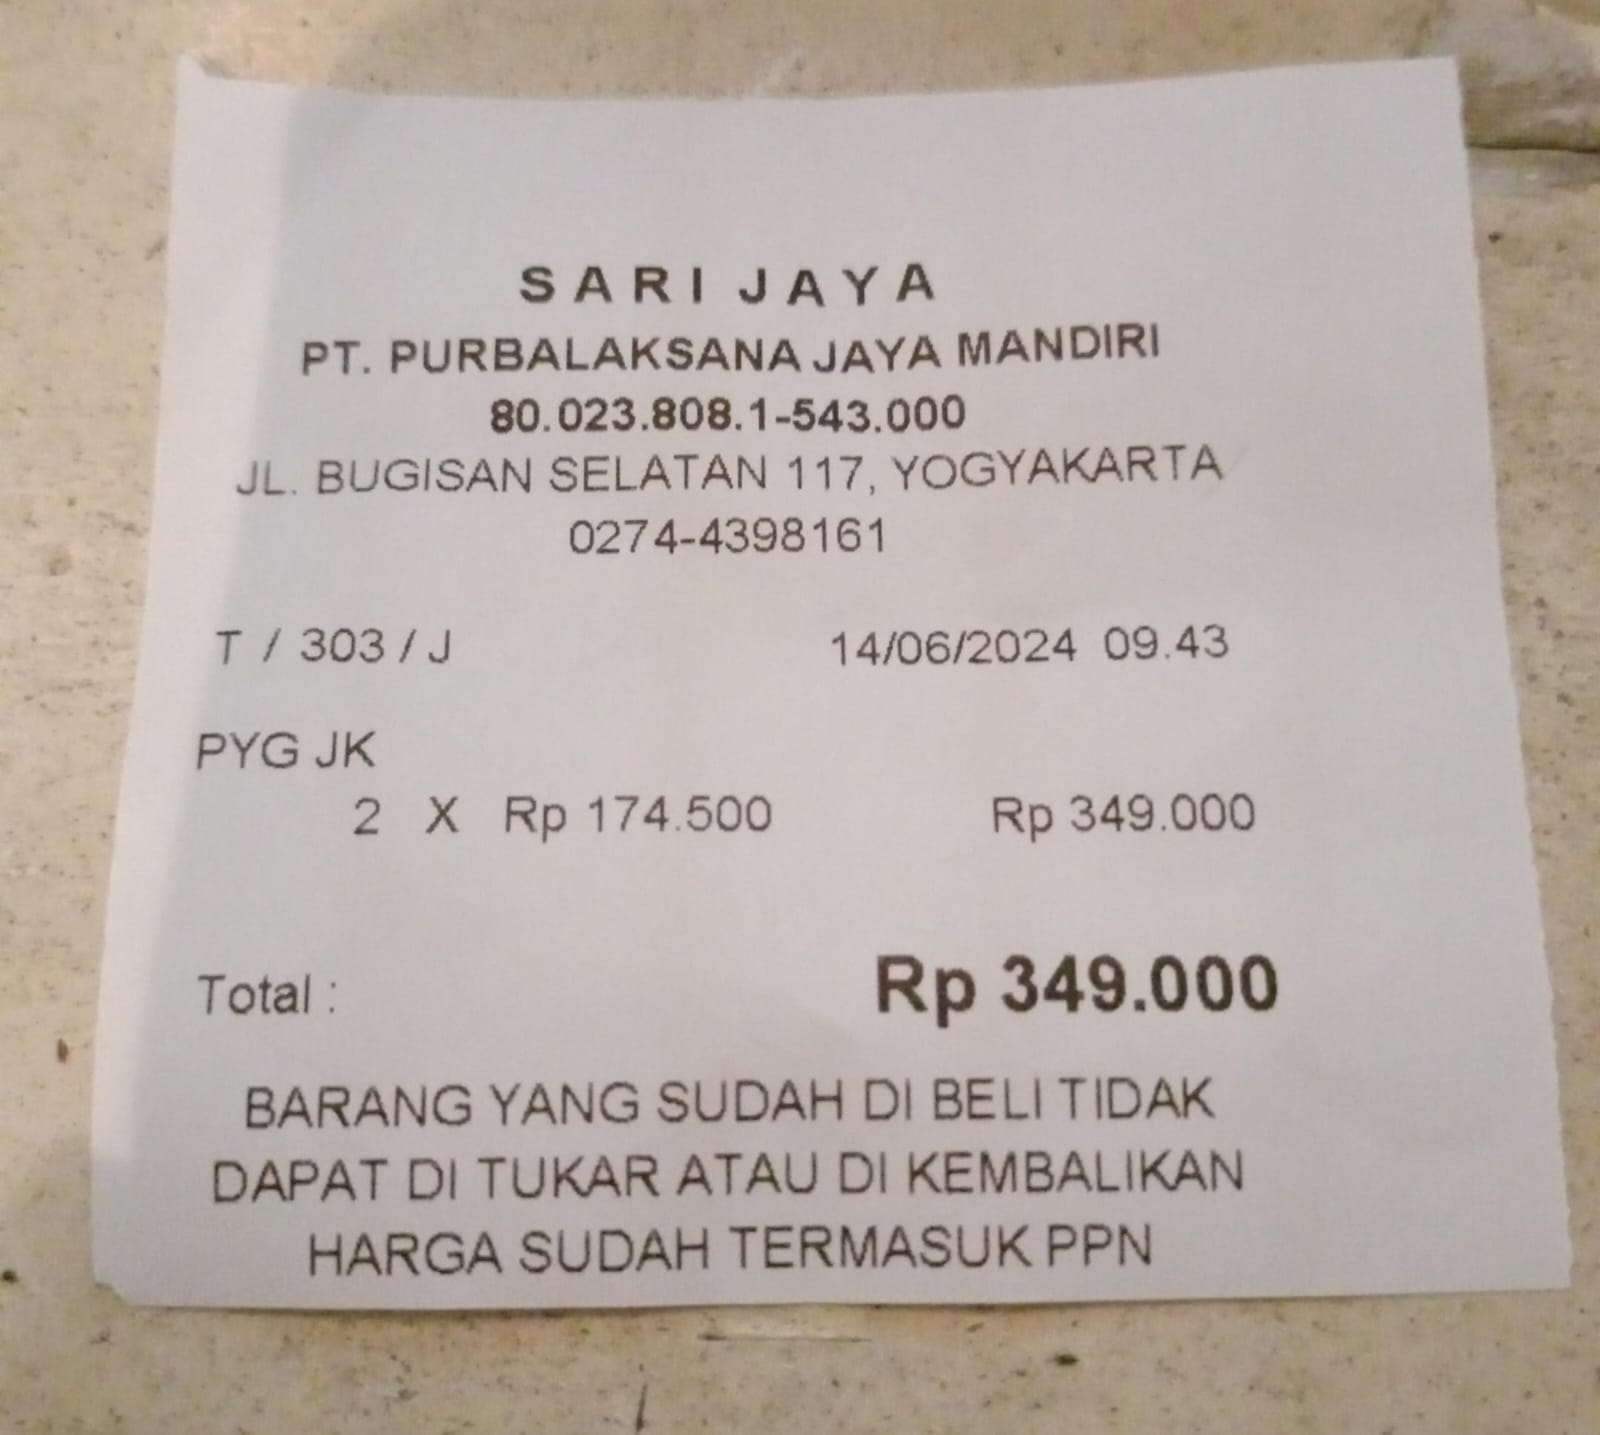 SARI JAYA
PT. PURBALAKSANA JAYA MANDIRI
80.023.808.1-543.000
JL. BUGISAN SELATAN 117, YOGYAKARTA
0274-4398161
T / 303 / J 14/06/2024 09.43
PYG JK
2 X Rp 174.500 Rp 349.000
Total : Rp 349.000
BARANG YANG SUDAH DI BELI TIDAK
DAPAT DI TUKAR ATAU DI KEMBALIKAN
HARGA SUDAH TERMASUK PPN